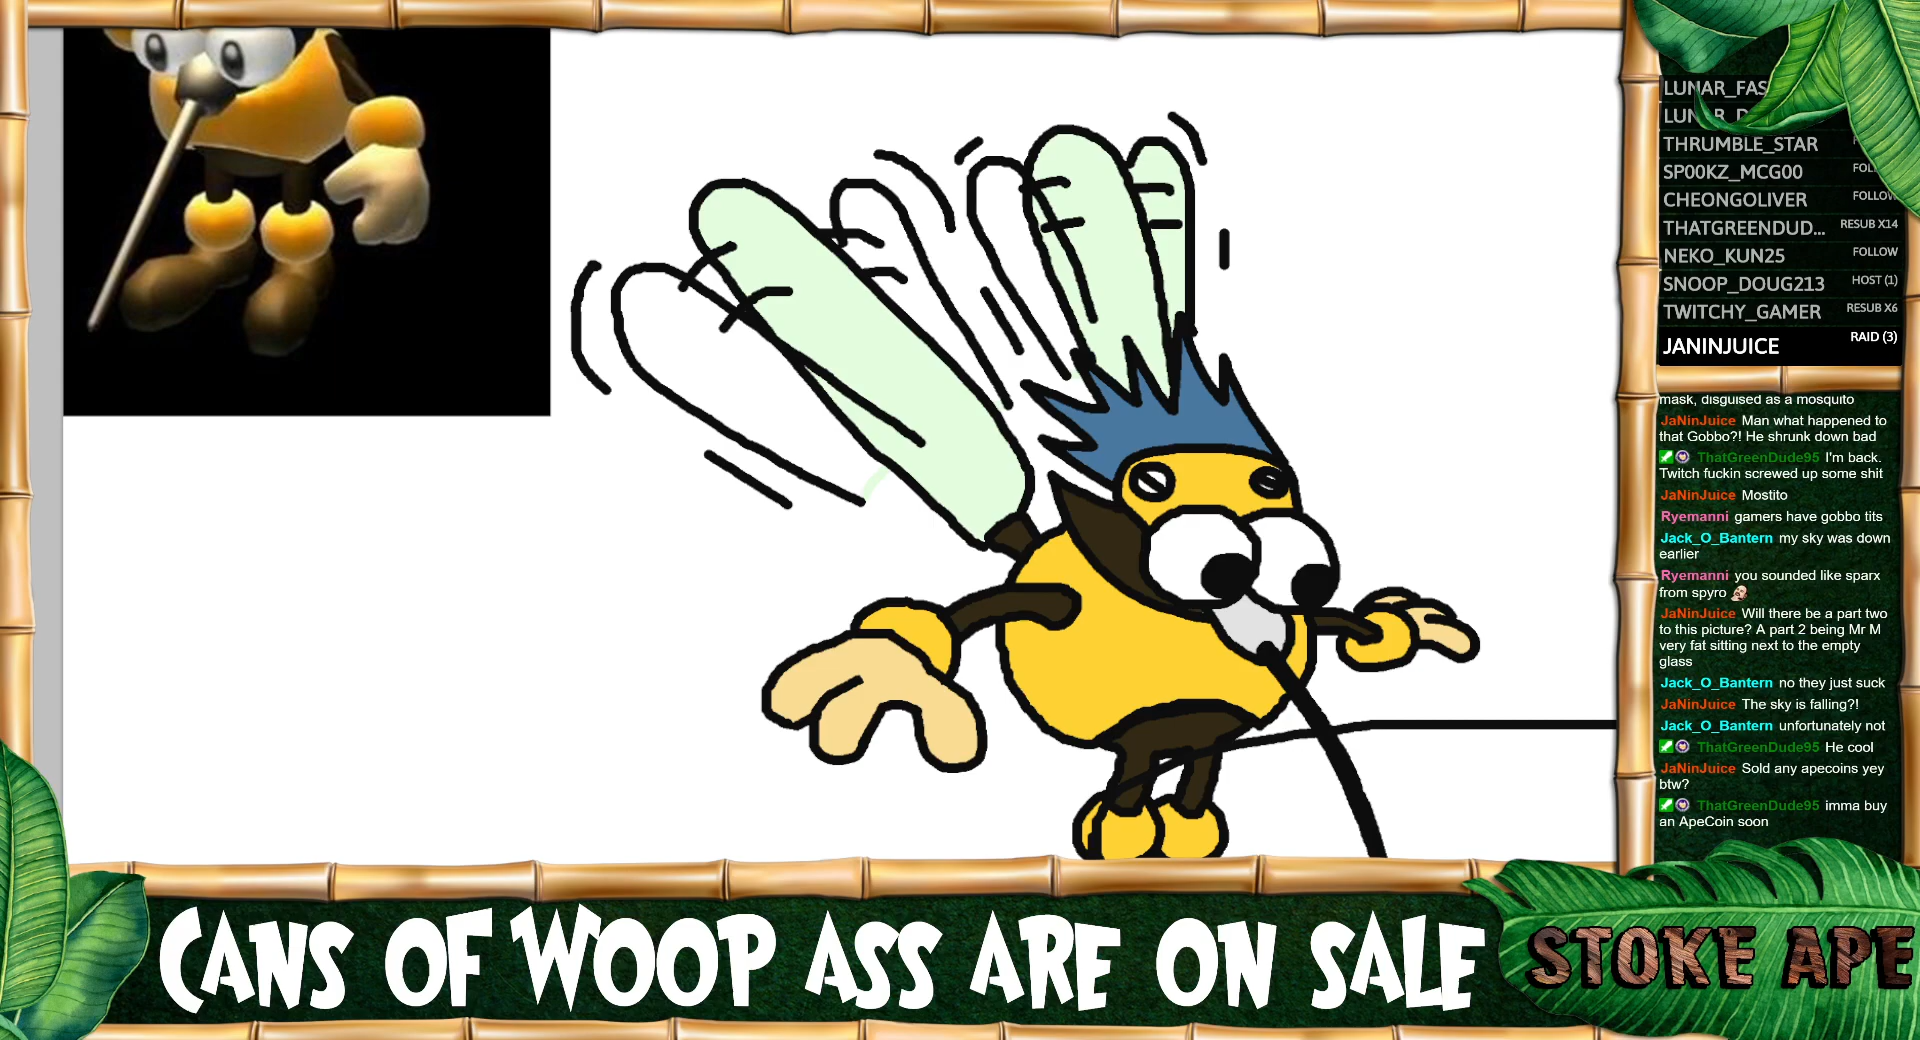 LUNAR_FAS
THRUMBLE_STAR
SP00KZ_MCG00 FOL
CHEONGOLIVER FOLLOW
THATGREENDUD... RESUB X14
NEKO_KUN25 FOLLOW
SNOOP_DOUG213 HOST (1)
TWITCHY_GAMER RESUB X6
JANINJUICE RAID (3)
mask, disguised as a mosquito
JaNinJuice Man what happened to
that Gobbo?! He shrunk down bad
ThatGreenDude95 I'm back.
Twitch fuckin screwed up some shit
JaNinJuice Mostito
Ryemanni gamers have gobbo tits
Jack_O_Bantern my sky was down
earlier
Ryemanni you sounded like sparx
from spyro
JaNinJuice Will there be a part two
to this picture? A part 2 being Mr M
very fat sitting next to the empty
glass
Jack_O_Bantern no they just suck
JaNinJuice The sky is falling?!
Jack_O_Bantern unfortunately not
ThatGreenDude95 He cool
JaNinJuice Sold any apecoins yey
btw?
ThatGreenDude95 imma buy
an ApeCoin soon
CANS OF WOOP ASS ARE ON SALE
STOKE APE